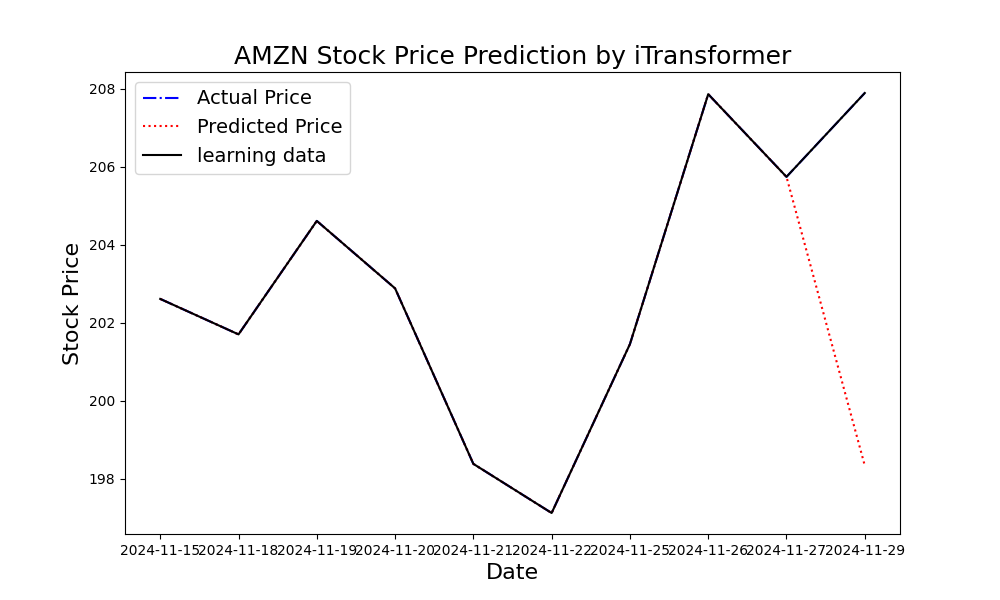 AMZN Stock Price Prediction by iTransformer
Actual Price
Predicted Price
learning data
208
206
204
202
200
198
Stock Price
2024-11-15 2024-11-18 2024-11-19 2024-11-20 2024-11-21 2024-11-22 2024-11-25 2024-11-26 2024-11-27 2024-11-29
Date